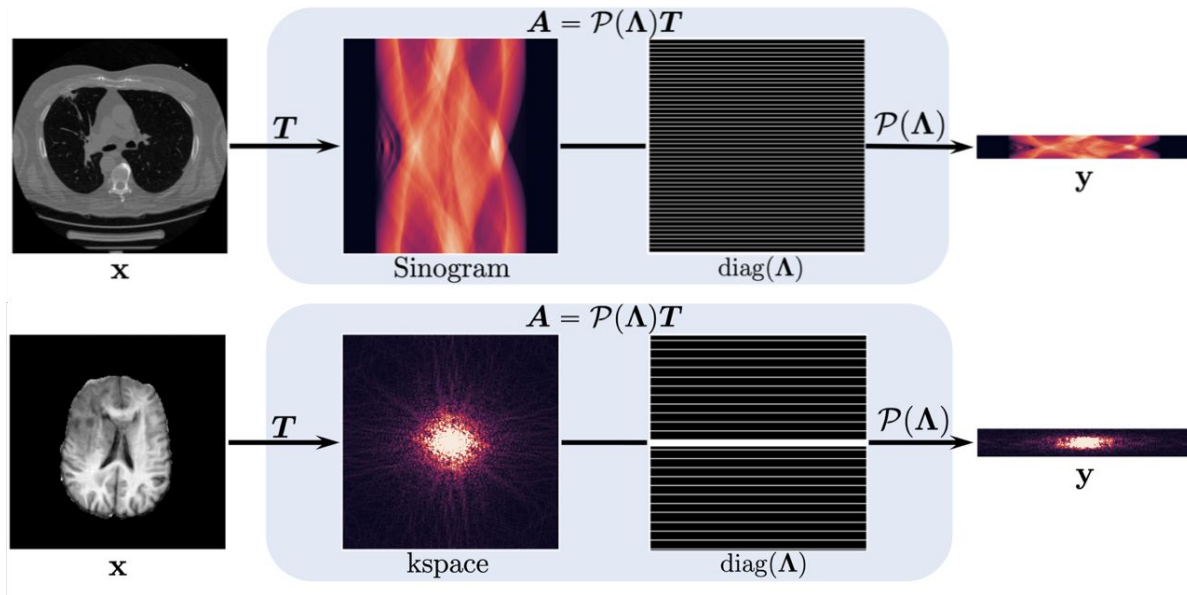 𝑨 = 𝒫(𝚲)𝑻
𝑻
𝒫(𝚲)
𝐱
Sinogram
diag(𝚲)
𝐲
𝑨 = 𝒫(𝚲)𝑻
𝑻
𝒫(𝚲)
𝐱
kspace
diag(𝚲)
𝐲